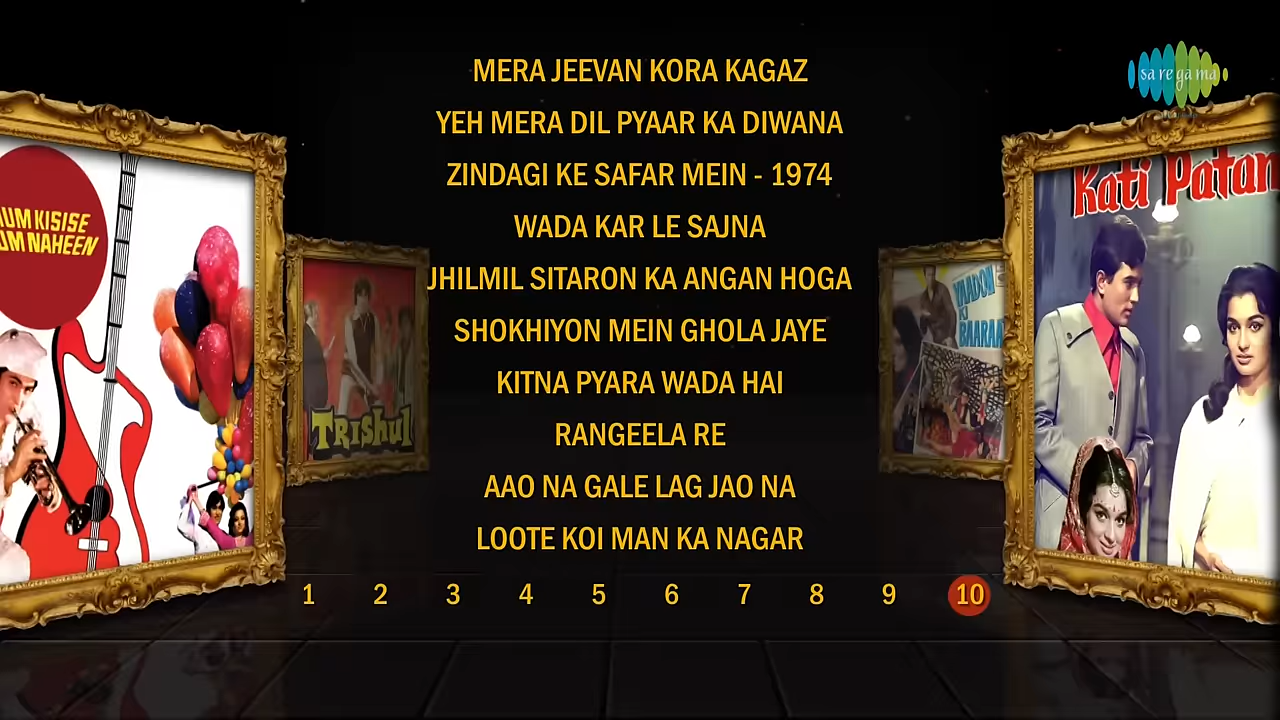 MERA JEEVAN KORA KAGAZ
YEH MERA DIL PYAAR KA DIWANA
ZINDAGI KE SAFAR MEIN - 1974
WADA KAR LE SAJNA
JHILMIL SITARON KA ANGAN HOGA
SHOKHIYON MEIN GHOLA JAYE
KITNA PYARA WADA HAI
RANGEELA RE
AAO NA GALE LAG JAO NA
LOOTE KOI MAN KA NAGAR
1 2 3 4 5 6 7 8 9 10
sa re ga ma
HUM KISISE
KUM NAHEEN
TRISHUL
YAADON
KI
BAARAA
Kati Patan